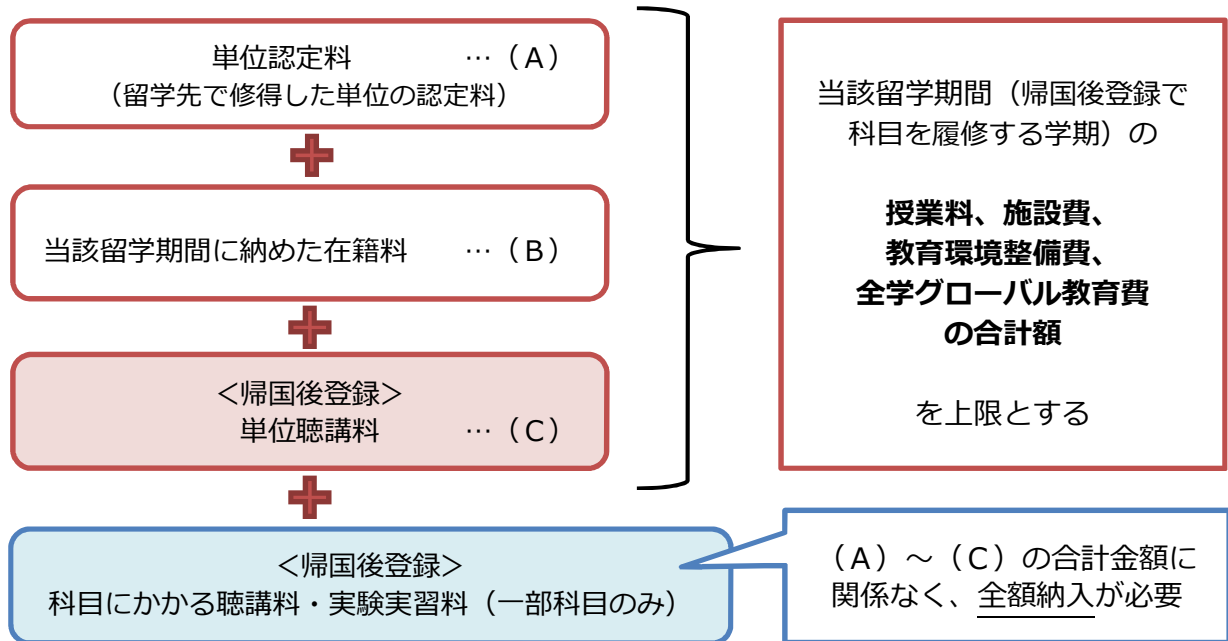 単位認定料 …（A）
（留学先で修得した単位の認定料）
当該留学期間に納めた在籍料 …（B）
＜帰国後登録＞
単位聴講料 …（C）
＜帰国後登録＞
科目にかかる聴講料・実験実習料（一部科目のみ）
当該留学期間（帰国後登録で
科目を履修する学期）の
授業料、施設費、
教育環境整備費、
全学グローバル教育費
の合計額
を上限とする
（A）～（C）の合計金額に
関係なく、全額納入が必要